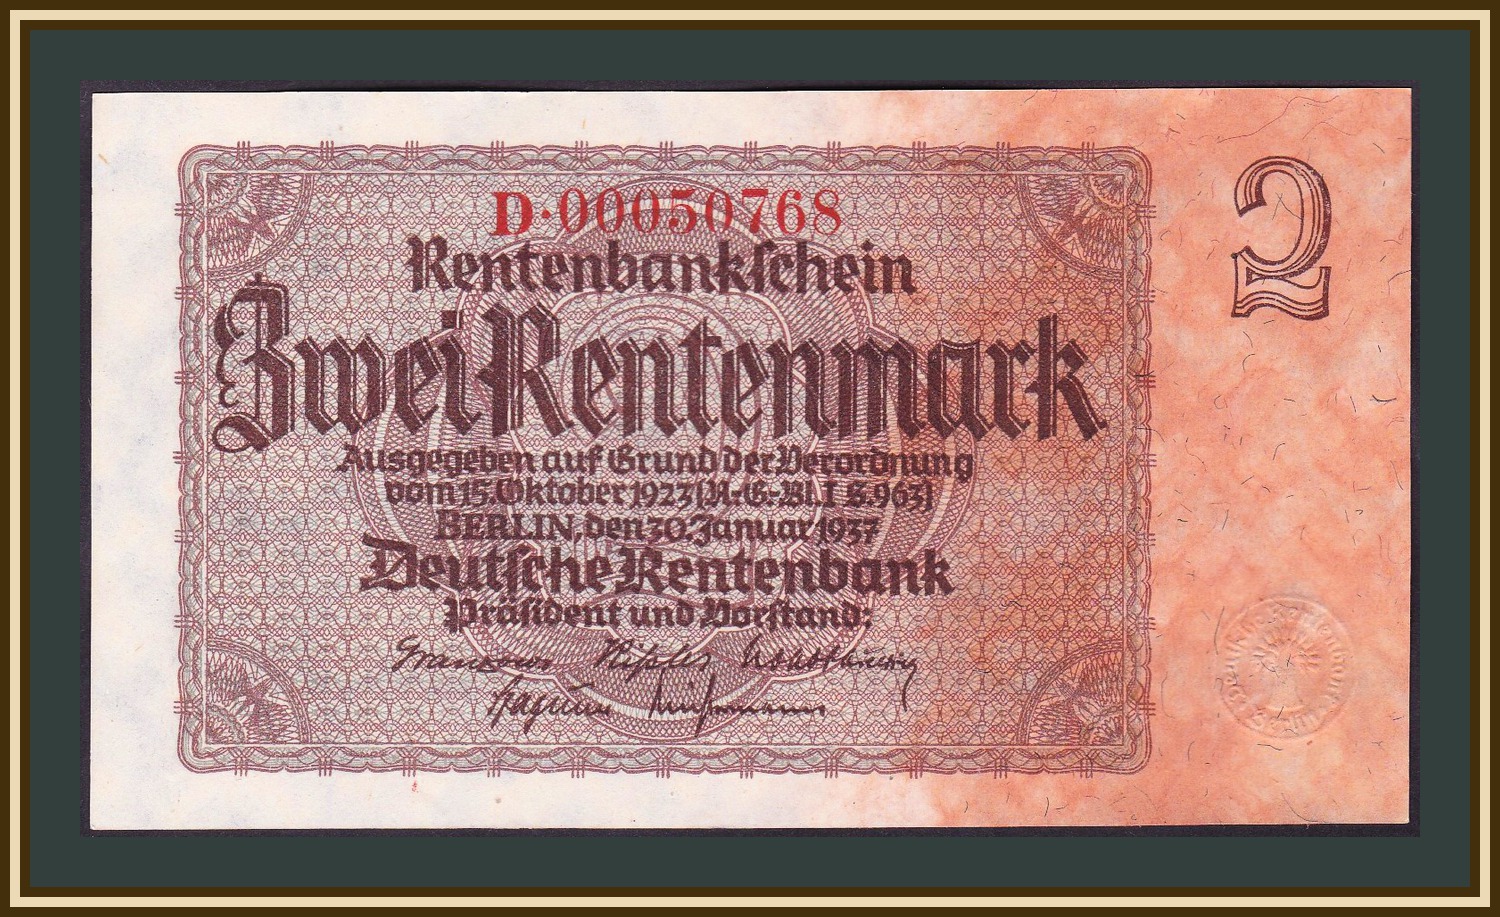 D·00050768
2
Rentenbankschein
Zwei Rentenmark
Ausgegeben auf Grund der Verordnung
vom 15. Oktober 1923 (R.-G.-Bl. I S. 963)
BERLIN, den 30. Januar 1937
Deutsche Rentenbank
Präsident und Vorstand: